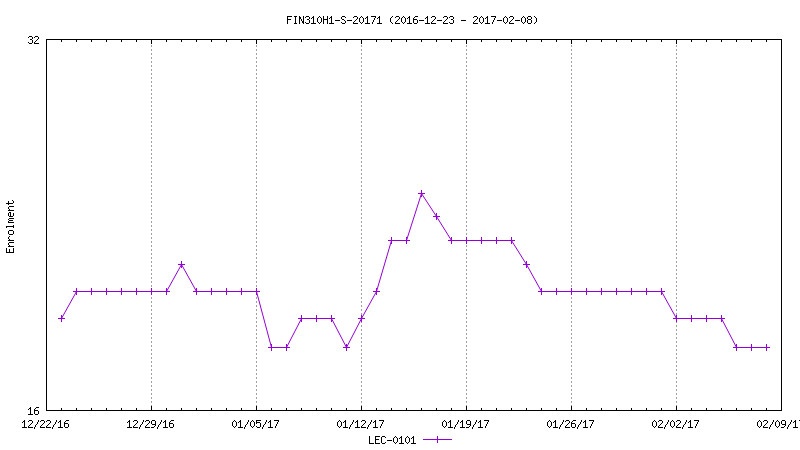 FIN310H1-S-20171 (2016-12-23 - 2017-02-08)
32
Enrolment
16
12/22/16 12/29/16 01/05/17 01/12/17 01/19/17 01/26/17 02/02/17 02/09/1
LEC-0101